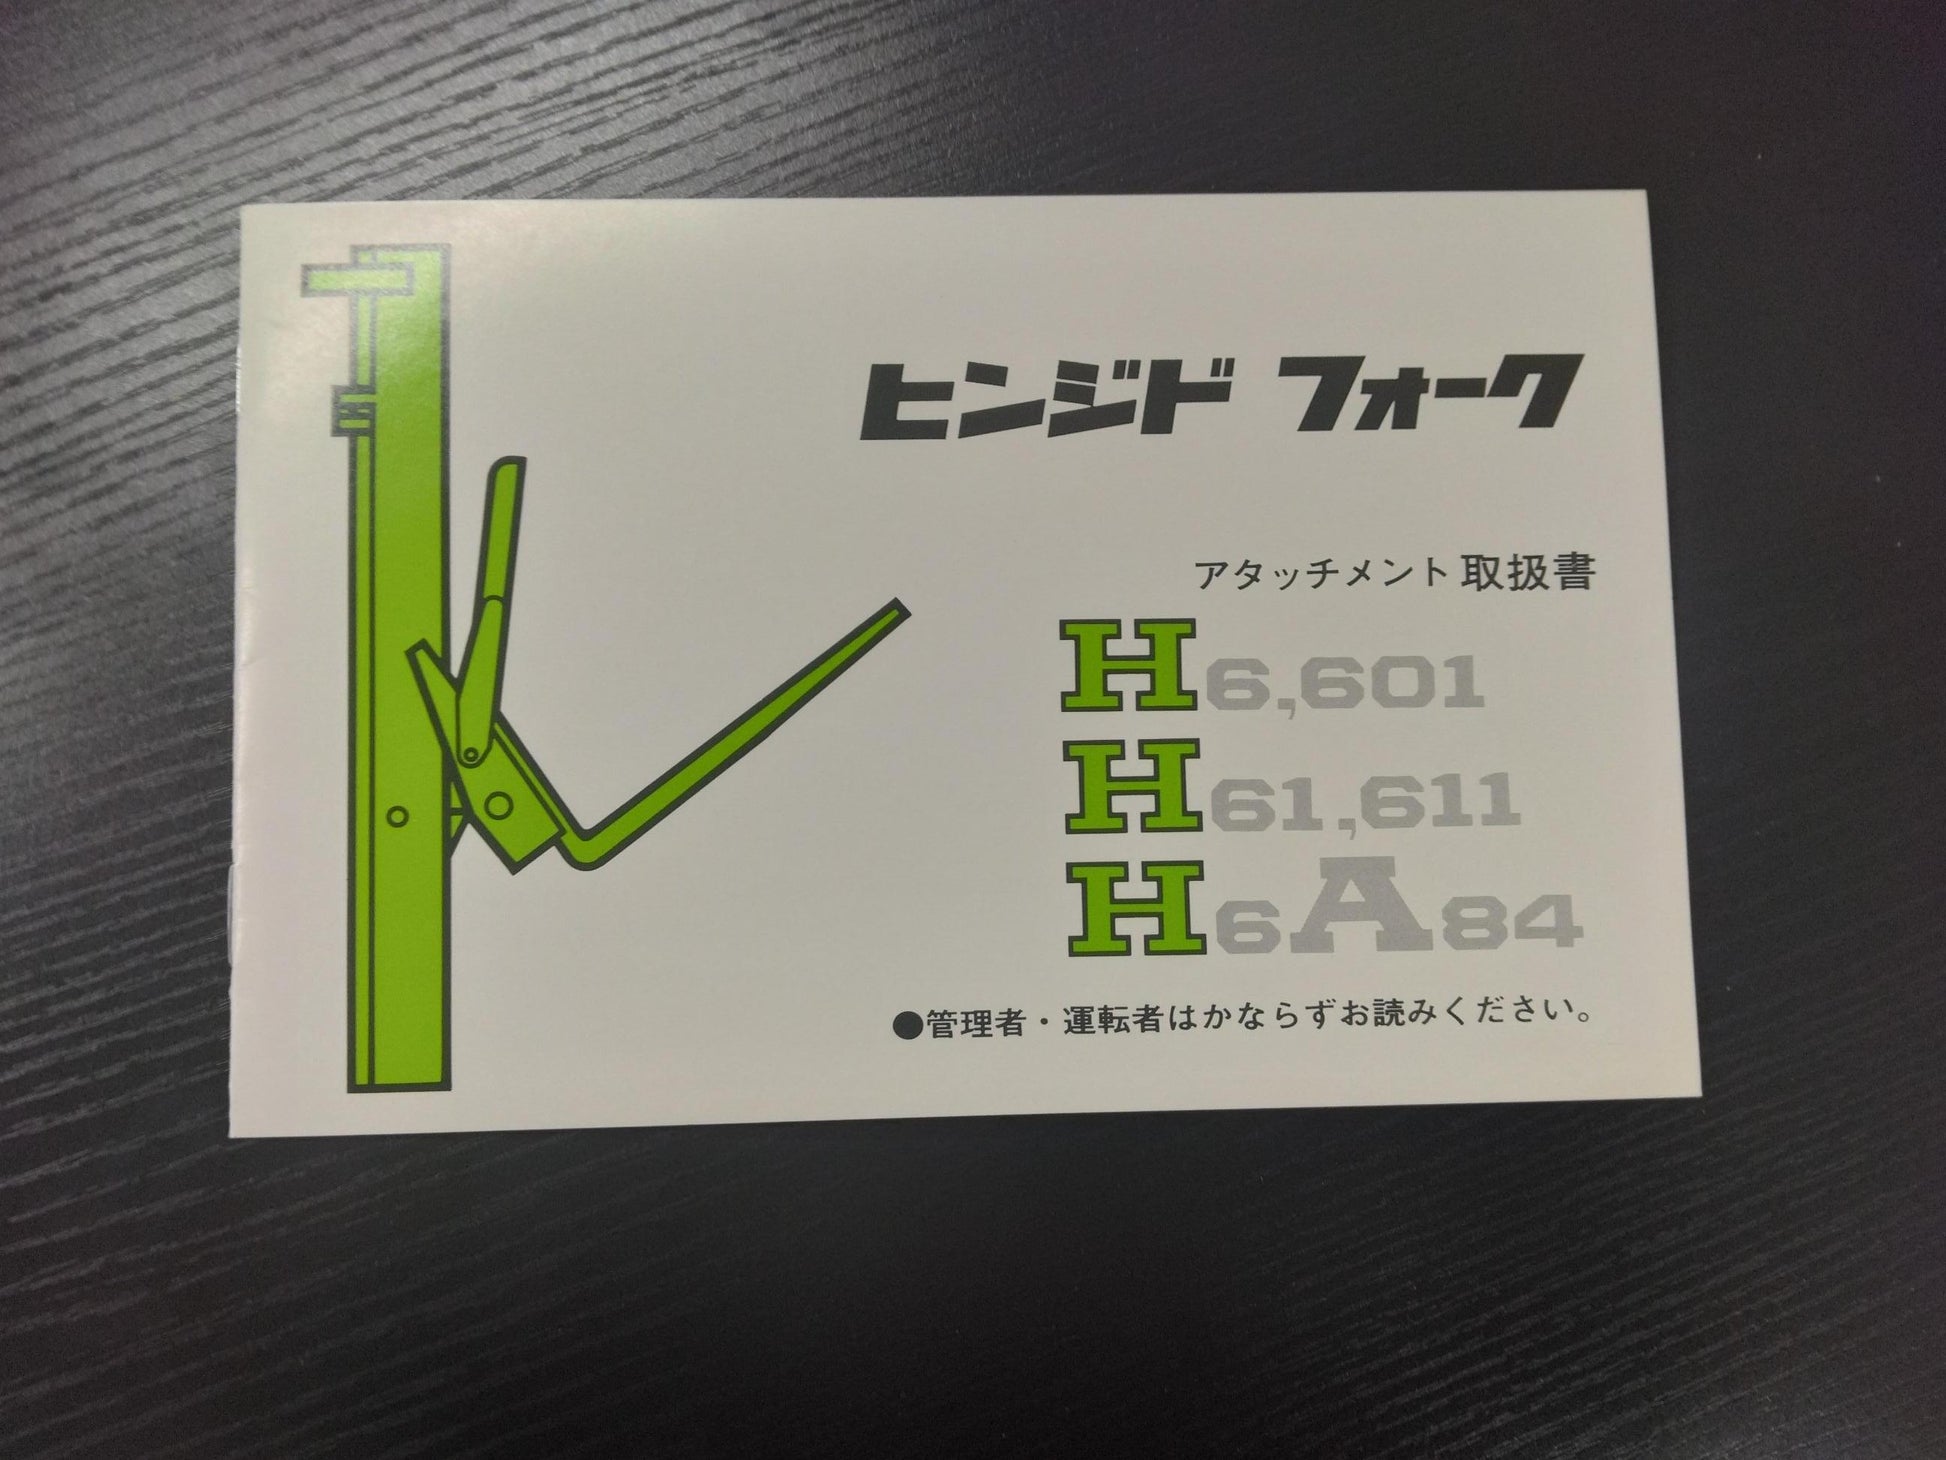 ヒンジド フォーク
アタッチメント 取扱書
H6,601
H61,611
H6A84
●管理者・運転者はかならずお読みください。